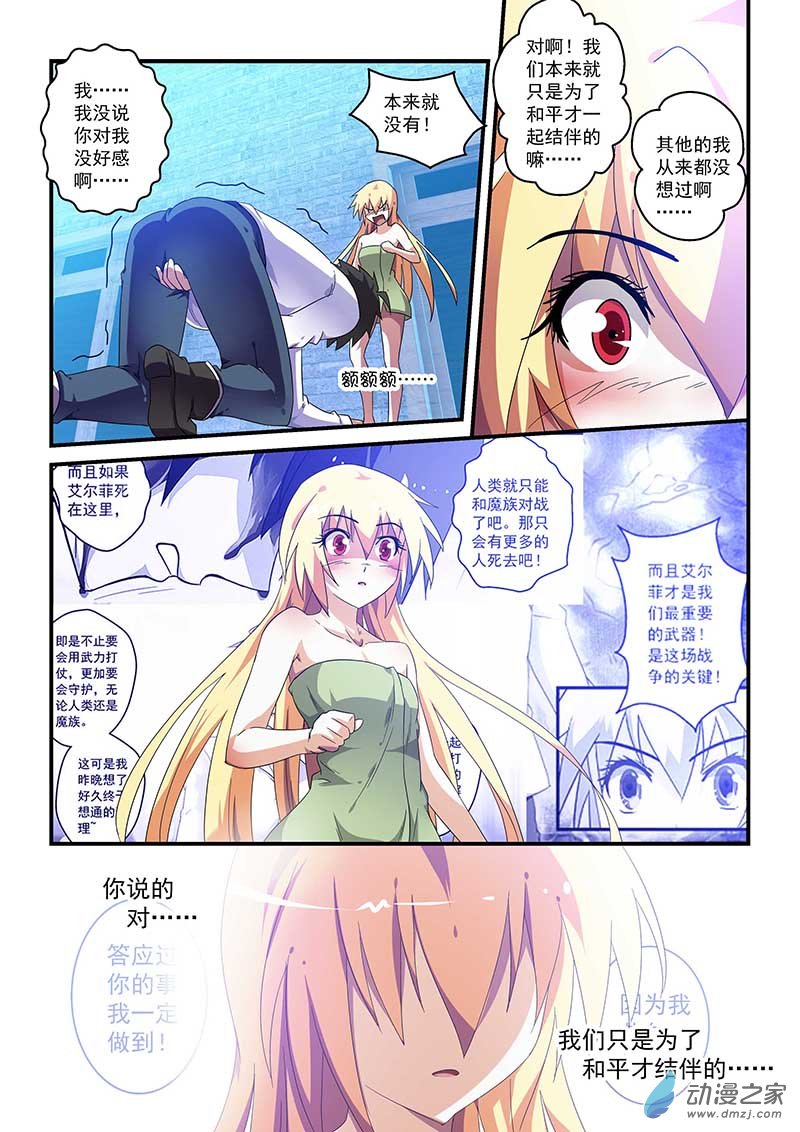 我……
我没说
你对我
没好感
啊……
本来就
没有！
额额额……
对啊！我
们本来就
只是为了
和平才一
起结伴的
嘛……
其他的我
从来都没
想过啊
……
而且如果
艾尔菲死
在这里，
人类就只能
和魔族对战
了吧。那只
会有更多的
人死去吧！
而且艾尔
菲才是我
们最重要
的武器！
是这场战
争的关键！
即是不止要
会用武力打
仗，更加要
会守护，无
论人类还是
魔族。
这可是我
昨晚想了
好久终于
想通的
理~
起打的
你说的
对……
答应过
你的事
我一定
做到！
因为我
我们只是为了
和平才结伴的……
动漫之家
www.dmzj.com